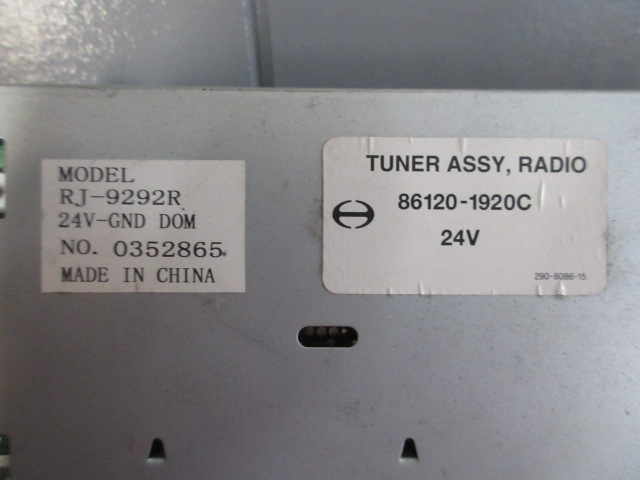 MODEL
RJ-9292R
24V-GND DOM
NO. 0352865
MADE IN CHINA
TUNER ASSY, RADIO
86120-1920C
24V
290-8086-15